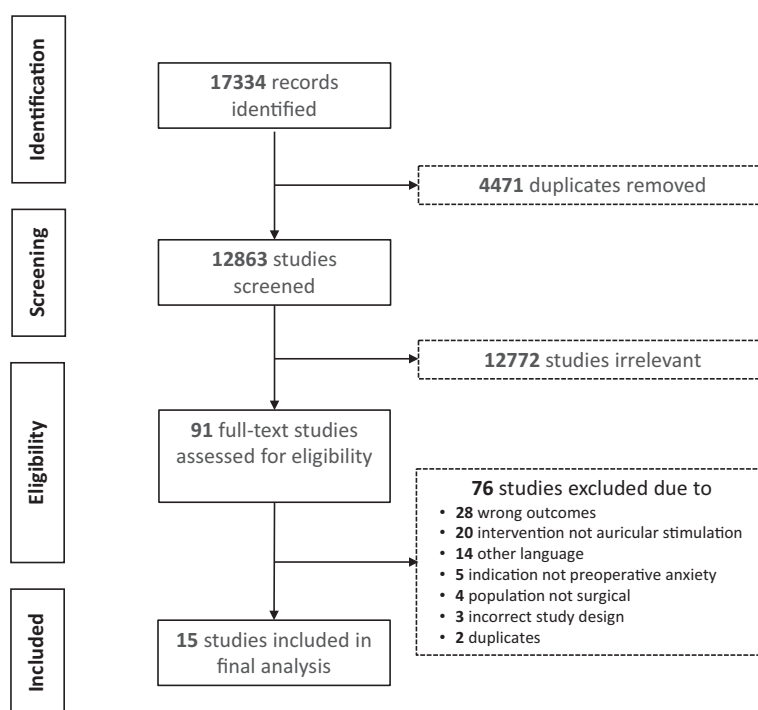 Identification
17334 records
identified
4471 duplicates removed
Screening
12863 studies
screened
12772 studies irrelevant
Eligibility
91 full-text studies
assessed for eligibility
76 studies excluded due to
• 28 wrong outcomes
• 20 intervention not auricular stimulation
• 14 other language
• 5 indication not preoperative anxiety
• 4 population not surgical
• 3 incorrect study design
• 2 duplicates
Included
15 studies included in
final analysis